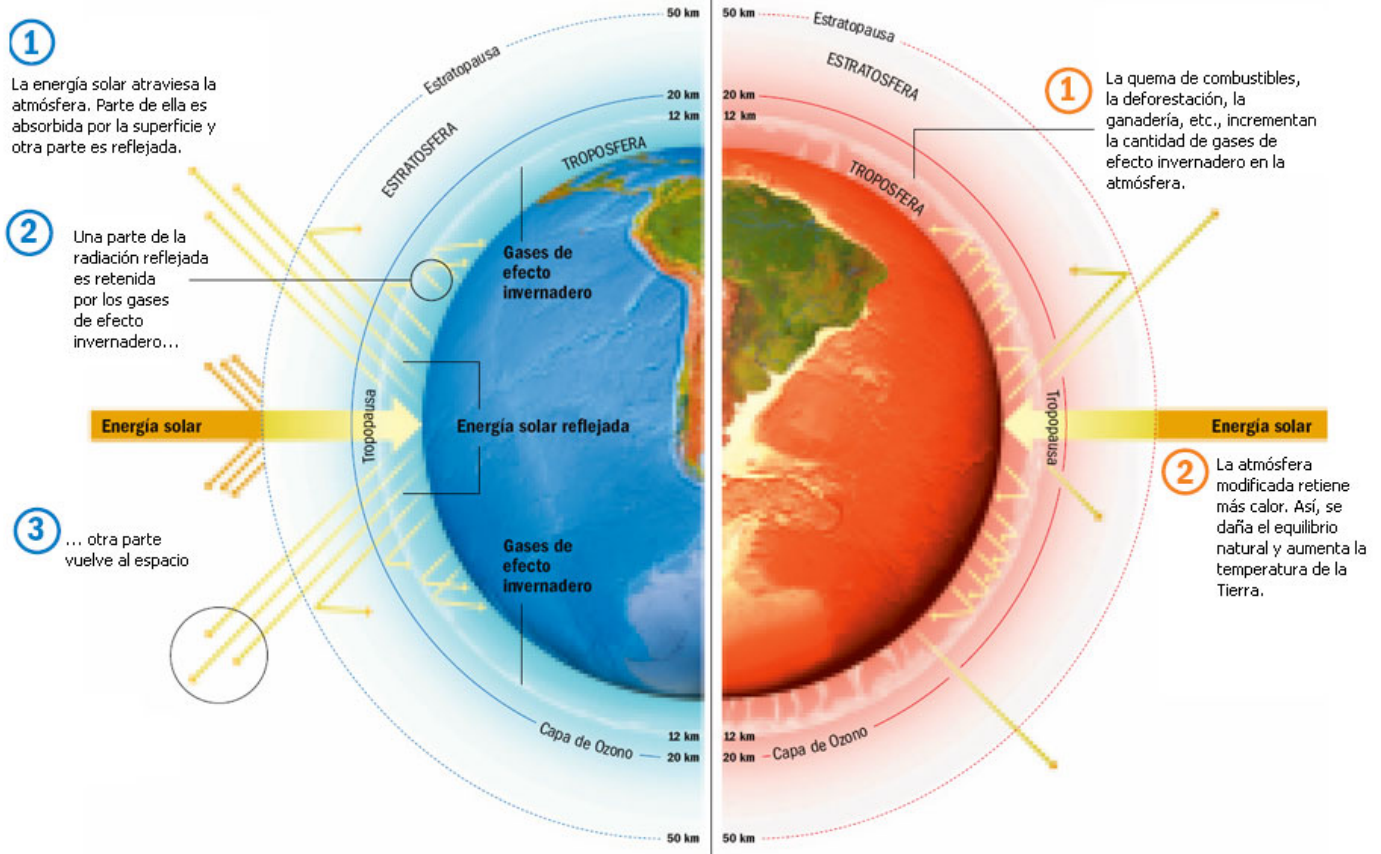 1
La energía solar atraviesa la
atmósfera. Parte de ella es
absorbida por la superficie y
otra parte es reflejada.
2
Una parte de la
radiación reflejada
es retenida
por los gases
de efecto
invernadero...
Energía solar
3
... otra parte
vuelve al espacio
50 km
Estratopausa
20 km
12 km
ESTRATOSFERA
TROPOSFERA
Gases de
efecto
invernadero
Tropopausa
Energía solar reflejada
Gases de
efecto
invernadero
Capa de Ozono
12 km
20 km
50 km
50 km
Estratopausa
ESTRATOSFERA
20 km
12 km
TROPOSFERA
1
La quema de combustibles,
la deforestación, la
ganadería, etc., incrementan
la cantidad de gases de
efecto invernadero en la
atmósfera.
Tropopausa
Energía solar
2
La atmósfera
modificada retiene
más calor. Así, se
daña el equilibrio
natural y aumenta la
temperatura de la
Tierra.
12 km
20 km
Capa de Ozono
50 km